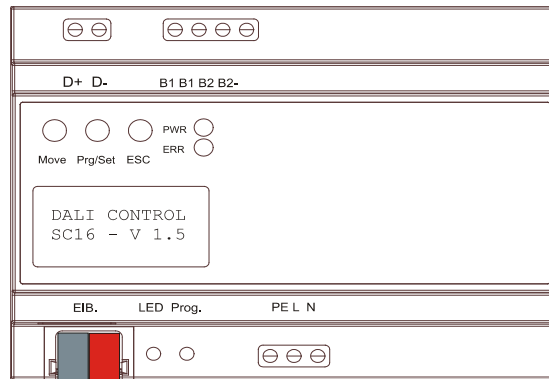 D+ D- B1 B1 B2 B2-
PWR
ERR
Move Prg/Set ESC
DALI CONTROL
SC16 - V 1.5
EIB. LED Prog. PE L N